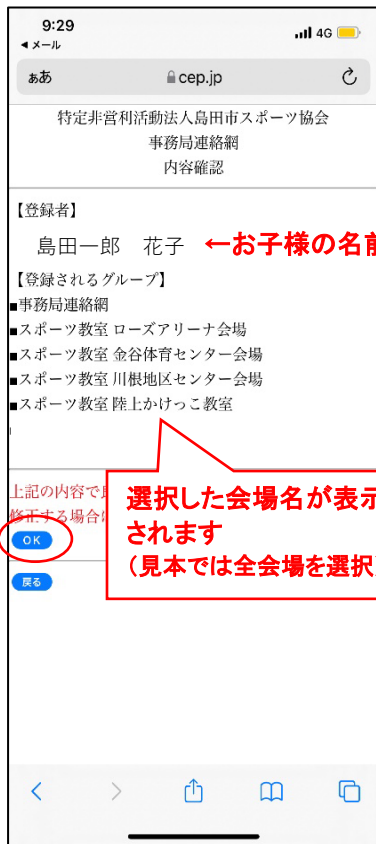 9:29
4G
◀ メール
ぁあ
cep.jp
特定非営利活動法人島田市スポーツ協会
事務局連絡網
内容確認
【登録者】
島田一郎 花子 ←お子様の名前
【登録されるグループ】
■事務局連絡網
■スポーツ教室 ローズアリーナ会場
■スポーツ教室 金谷体育センター会場
■スポーツ教室 川根地区センター会場
■スポーツ教室 陸上かけっこ教室
上記の内容で
修正する場合
選択した会場名が表示
されます
(見本では全会場を選択)
OK
戻る